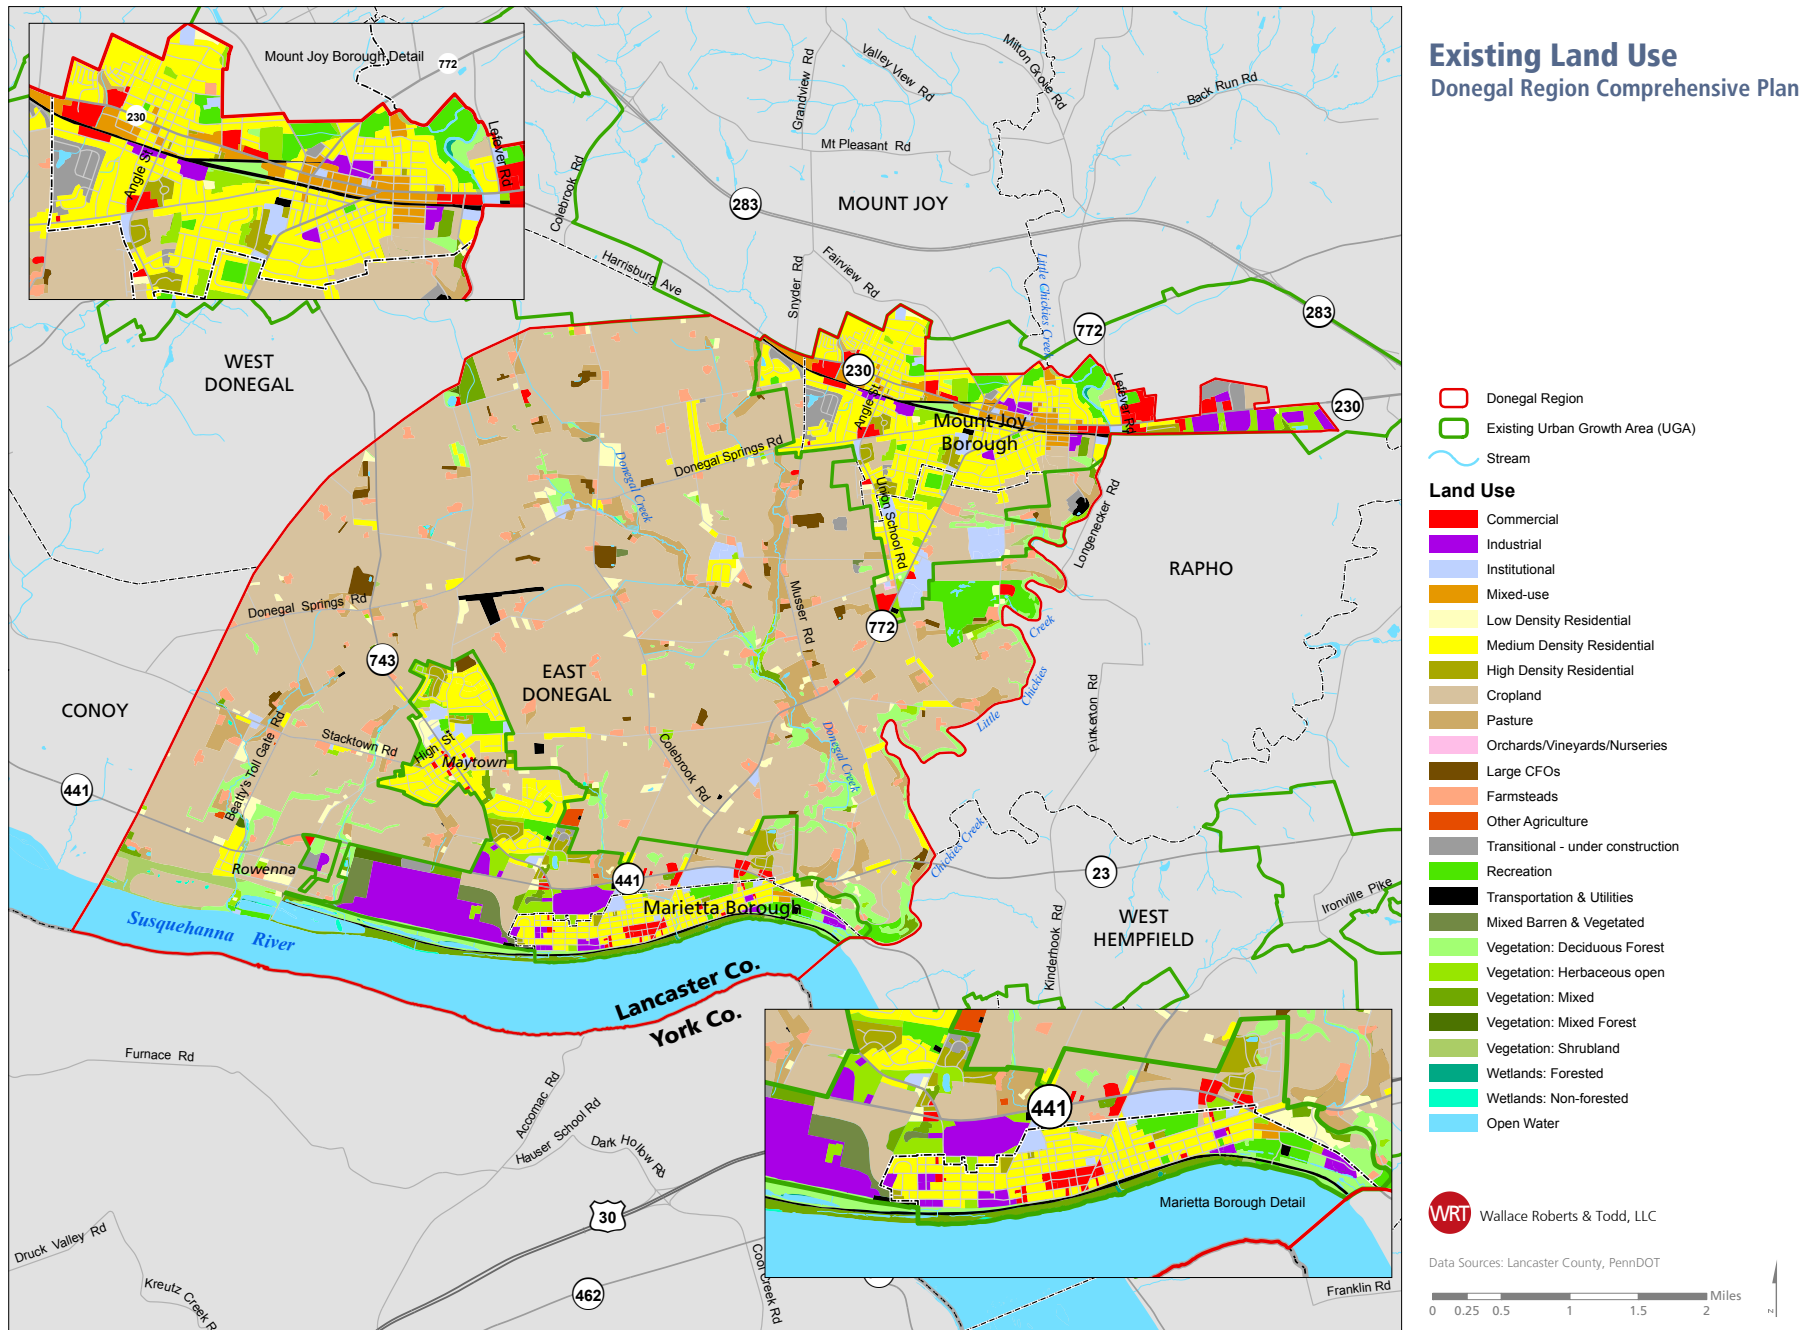 Existing Land Use
Donegal Region Comprehensive Plan
Mount Joy Borough Detail
772
230
Angle St
Lefever Rd
Colebrook Rd
Grandview Rd
Valley View Rd
Milton Grove Rd
Back Run Rd
Mt Pleasant Rd
283
MOUNT JOY
Harrisburg Ave
Snyder Rd
Fairview Rd
Little Chickies Creek
772
283
WEST
DONEGAL
230
Angle St
Lefever Rd
230
Mount Joy
Borough
Donegal Springs Rd
Donegal Creek
Union School Rd
Longenecker Rd
RAPHO
Donegal Springs Rd
Musser Rd
772
Little Chickies Creek
743
EAST
DONEGAL
CONOY
Beatty's Toll Gate Rd
Stacktown Rd
High St
Maytown
Colebrook Rd
Donegal Creek
Pinkerton Rd
441
Chickies Creek
Rowenna
441
23
Marietta Borough
Susquehanna River
WEST
HEMPFIELD
Kinderhook Rd
Ironville Pike
Lancaster Co.
York Co.
Furnace Rd
Accomac Rd
Hauser School Rd
Dark Hollow Rd
30
Druck Valley Rd
Kreutz Creek R
462
Cool Creek Rd
441
Marietta Borough Detail
Franklin Rd
Donegal Region
Existing Urban Growth Area (UGA)
Stream
Land Use
Commercial
Industrial
Institutional
Mixed-use
Low Density Residential
Medium Density Residential
High Density Residential
Cropland
Pasture
Orchards/Vineyards/Nurseries
Large CFOs
Farmsteads
Other Agriculture
Transitional - under construction
Recreation
Transportation & Utilities
Mixed Barren & Vegetated
Vegetation: Deciduous Forest
Vegetation: Herbaceous open
Vegetation: Mixed
Vegetation: Mixed Forest
Vegetation: Shrubland
Wetlands: Forested
Wetlands: Non-forested
Open Water
WRT Wallace Roberts & Todd, LLC
Data Sources: Lancaster County, PennDOT
Miles
0 0.25 0.5 1 1.5 2
N